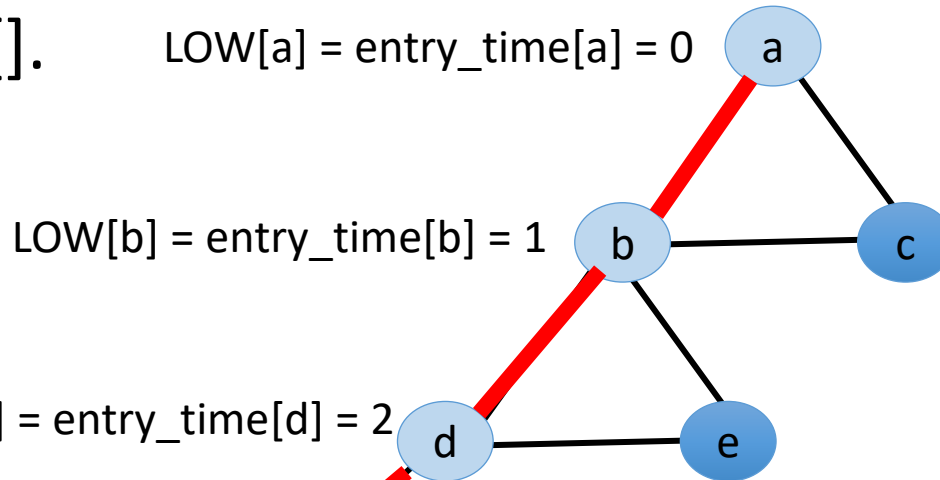 ]. LOW[a] = entry_time[a] = 0 a
LOW[b] = entry_time[b] = 1 b c
] = entry_time[d] = 2 d e